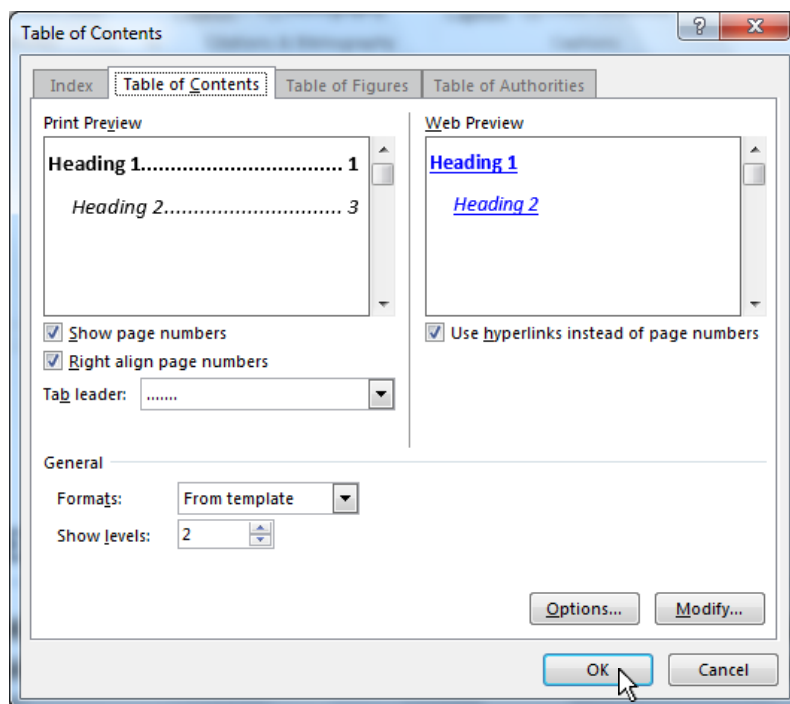 Table of Contents
Index Table of Contents Table of Figures Table of Authorities
Print Preview
Heading 1.................................. 1
Heading 2............................. 3
Web Preview
Heading 1
Heading 2
Show page numbers
Right align page numbers
Tab leader: .......
Use hyperlinks instead of page numbers
General
Formats: From template
Show levels: 2
Options... Modify...
OK Cancel